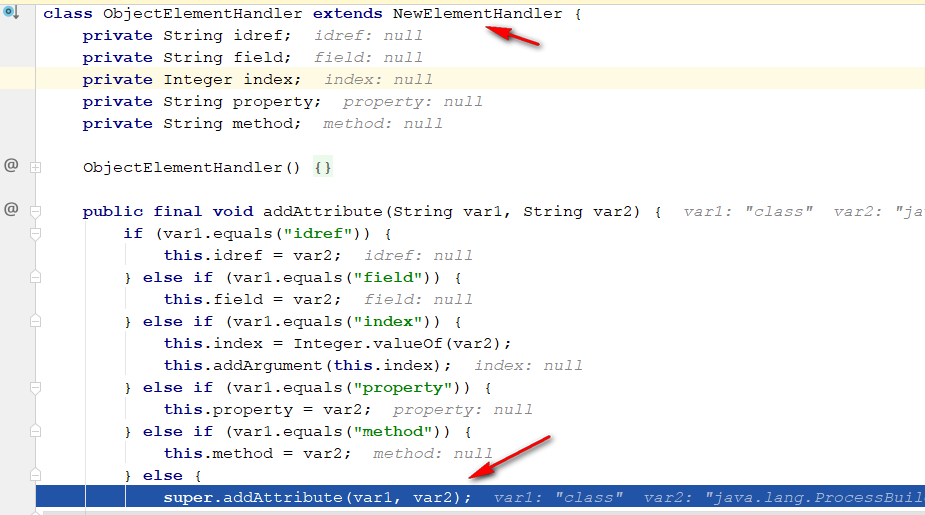 class ObjectElementHandler extends NewElementHandler {
private String idref; idref: null
private String field; field: null
private Integer index; index: null
private String property; property: null
private String method; method: null
@
ObjectElementHandler() {}
@
public final void addAttribute(String var1, String var2) { var1: "class" var2: "jav
if (var1.equals("idref")) {
this.idref = var2; idref: null
} else if (var1.equals("field")) {
this.field = var2; field: null
} else if (var1.equals("index")) {
this.index = Integer.valueOf(var2);
this.addArgument(this.index); index: null
} else if (var1.equals("property")) {
this.property = var2; property: null
} else if (var1.equals("method")) {
this.method = var2; method: null
} else {
super.addAttribute(var1, var2); var1: "class" var2: "java.lang.ProcessBuil